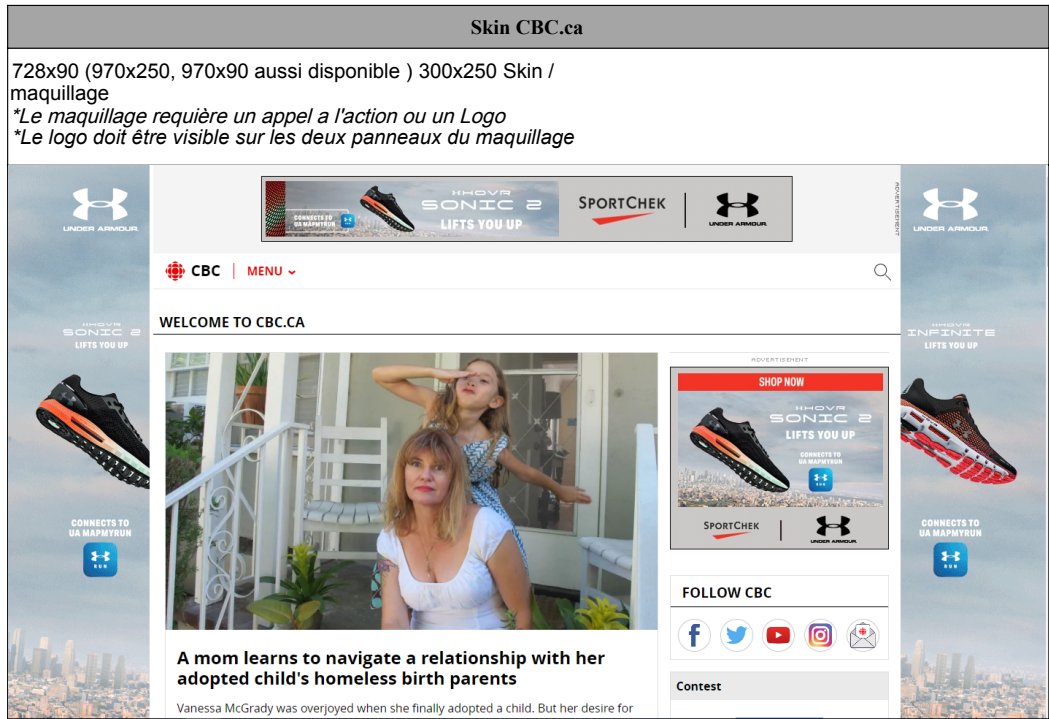 Skin CBC.ca
728x90 (970x250, 970x90 aussi disponible ) 300x250 Skin /
maquillage
*Le maquillage requière un appel a l'action ou un Logo
*Le logo doit être visible sur les deux panneaux du maquillage
UNDER ARMOUR
HOVR
SONIC 2
LIFTS YOU UP
CONNECTS TO
UA MAPMYRUN
RUN
CONNECTS TO
UA MAPMYRUN
HOVR
SONIC 2
LIFTS YOU UP
SPORTCHEK
UNDER ARMOUR
ADVERTISEMENT
CBC
MENU
WELCOME TO CBC.CA
A mom learns to navigate a relationship with her
adopted child's homeless birth parents
Vanessa McGrady was overjoyed when she finally adopted a child. But her desire for
ADVERTISEMENT
SHOP NOW
HOVR
SONIC 2
LIFTS YOU UP
CONNECTS TO
UA MAPMYRUN
SPORTCHEK
UNDER ARMOUR
FOLLOW CBC
Contest
UNDER ARMOUR
HOVR
INFINITE
LIFTS YOU UP
CONNECTS TO
UA MAPMYRUN
RUN